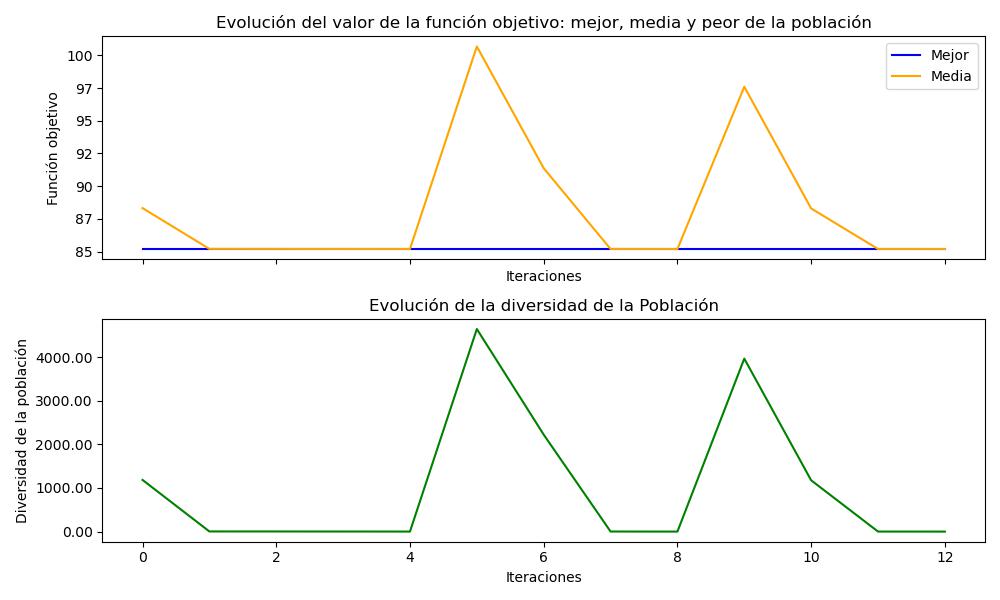 Evolución del valor de la función objetivo: mejor, media y peor de la población
Función objetivo
100
97
95
92
90
87
85
Mejor
Media
Iteraciones
Evolución de la diversidad de la Población
Diversidad de la población
4000.00
3000.00
2000.00
1000.00
0.00
0 2 4 6 8 10 12
Iteraciones